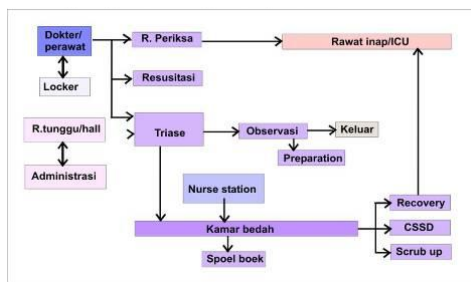 Dokter/
perawat
R. Periksa
Rawat inap/ICU
Locker
Resusitasi
R.tunggu/hall
Triase
Observasi
Keluar
Administrasi
Preparation
Nurse station
Recovery
Kamar bedah
CSSD
Spoel boek
Scrub up